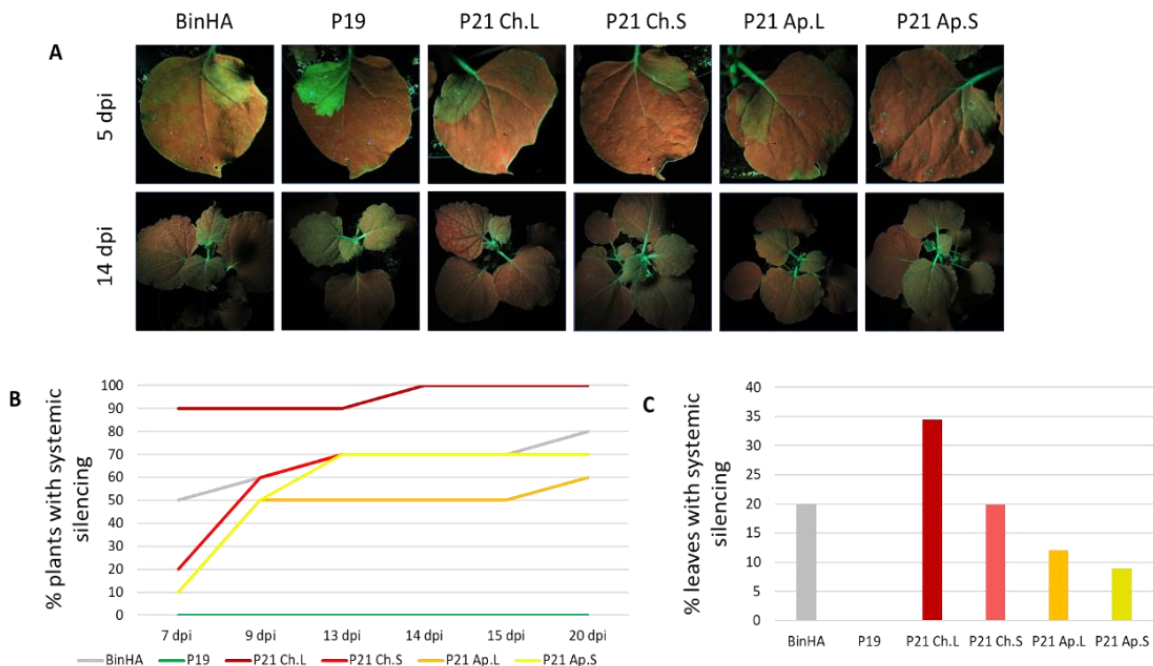 BinHA P19 P21 Ch.L P21 Ch.S P21 Ap.L P21 Ap.S
A
5 dpi
14 dpi
B
% plants with systemic
silencing
100
90
80
70
60
50
40
30
20
10
0
7 dpi 9 dpi 13 dpi 14 dpi 15 dpi 20 dpi
BinHA P19 P21 Ch.L P21 Ch.S P21 Ap.L P21 Ap.S
C
% leaves with systemic
silencing
40
35
30
25
20
15
10
5
0
BinHA P19 P21 Ch.L P21 Ch.S P21 Ap.L P21 Ap.S